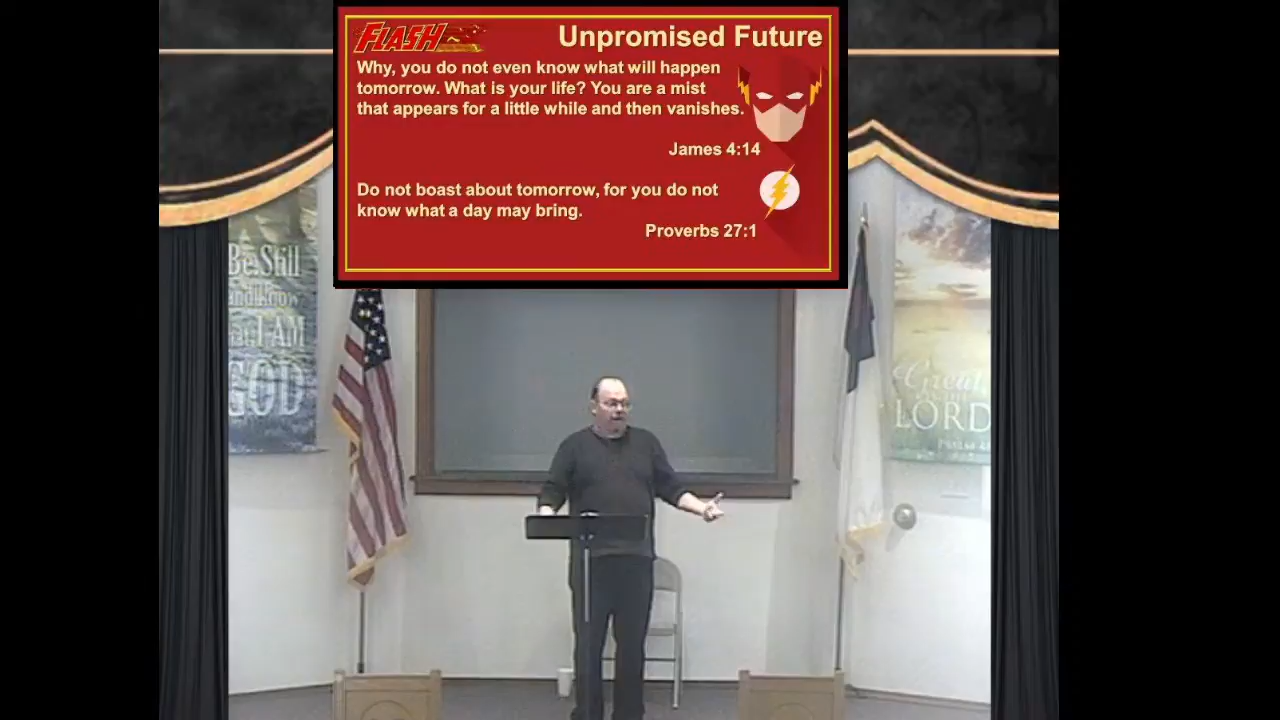 FLASH
Unpromised Future
Why, you do not even know what will happen
tomorrow. What is your life? You are a mist
that appears for a little while and then vanishes.
James 4:14
Do not boast about tomorrow, for you do not
know what a day may bring.
Proverbs 27:1
Be Still
and Know
I AM
GOD
Great
LORD
PSALM